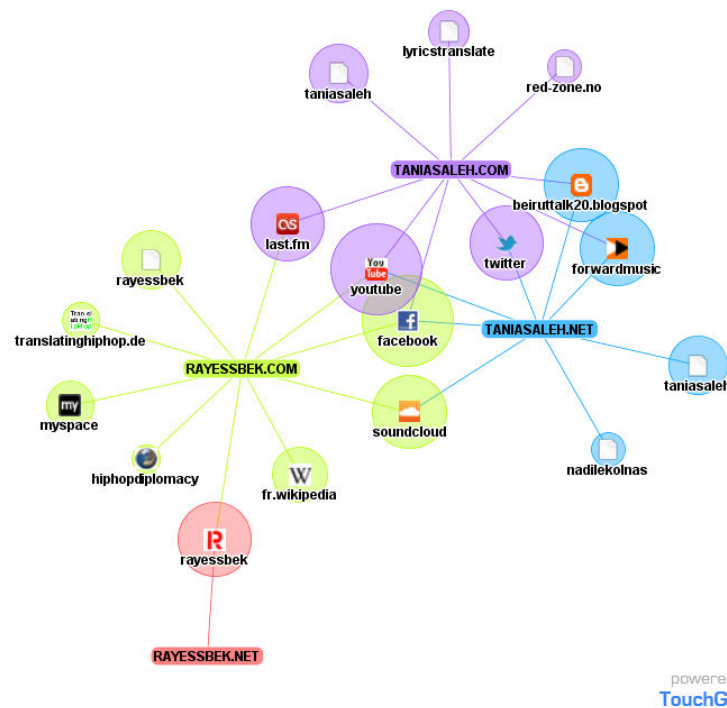 lyricstranslate
taniasaleh
red-zone.no
TANIASALEH.COM
beiruttalk20.blogspot
last.fm
twitter
forwardmusic
rayessbek
You
Tube
youtube
translatinghiphop.de
facebook
TANIASALEH.NET
RAYESSBEK.COM
taniasaleh
my
myspace
soundcloud
hiphopdiplomacy
W
fr.wikipedia
nadilekolnas
R
rayessbek
RAYESSBEK.NET
powere
TouchG